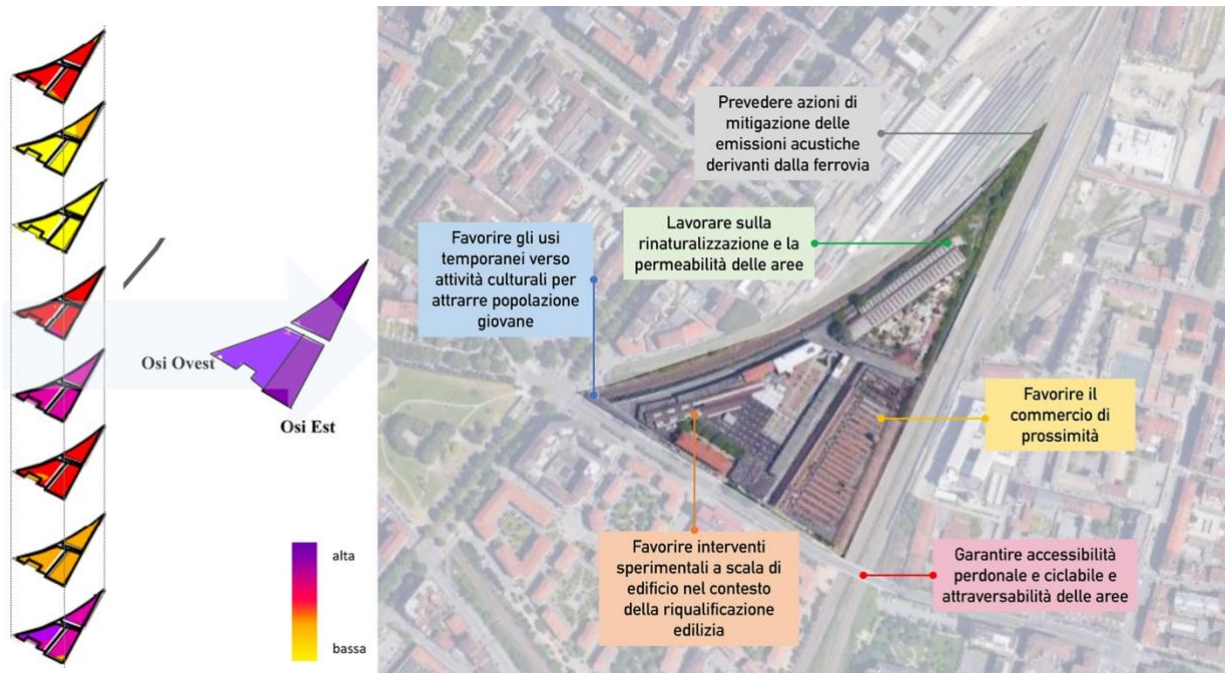 Osi Ovest
Osi Est
alta
bassa
Prevedere azioni di
mitigazione delle
emissioni acustiche
derivanti dalla ferrovia
Lavorare sulla
rinaturalizzazione e la
permeabilità delle aree
Favorire gli usi
temporanei verso
attività culturali per
attrarre popolazione
giovane
Favorire il
commercio di
prossimità
Favorire interventi
sperimentali a scala di
edificio nel contesto
della riqualificazione
edilizia
Garantire accessibilità
perdonale e ciclabile e
attraversabilità delle aree